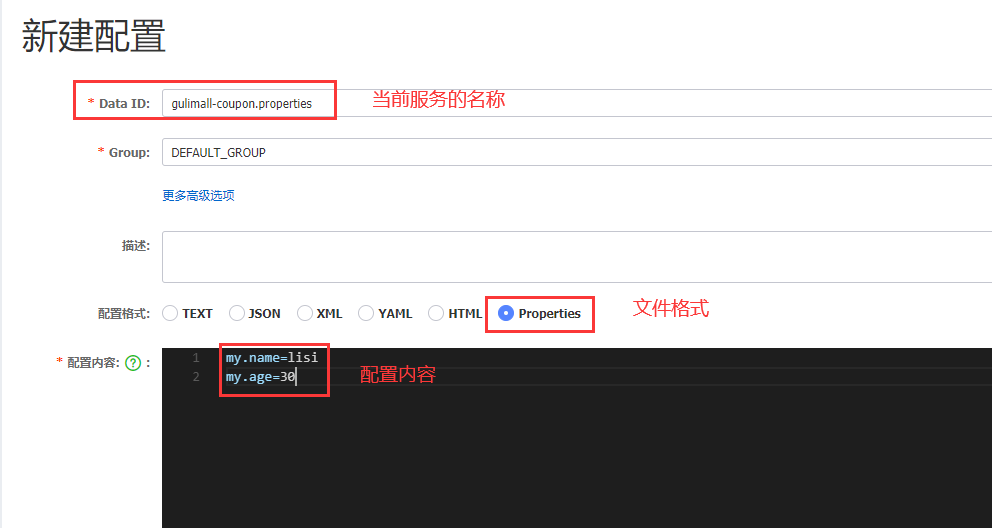 新建配置
* Data ID: gulimall-coupon.properties 当前服务的名称
* Group: DEFAULT_GROUP
更多高级选项
描述:
配置格式: TEXT JSON XML YAML HTML Properties 文件格式
* 配置内容: ? : 1 my.name=lisi
2 my.age=30 配置内容